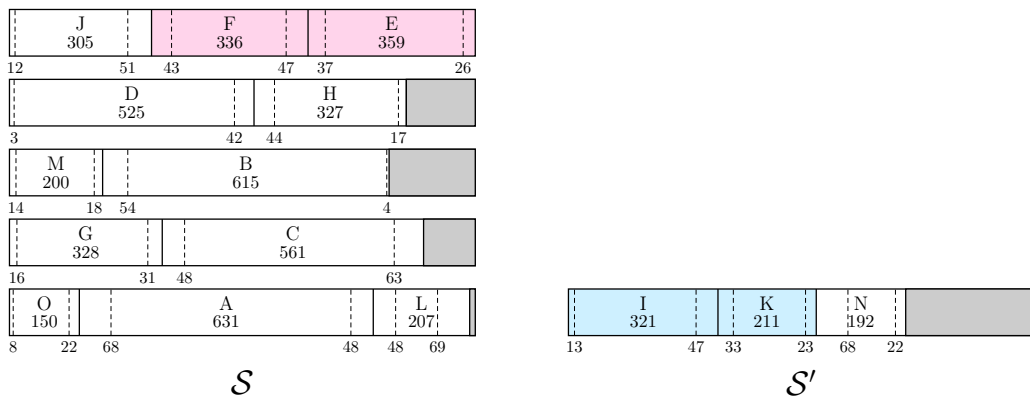 J F E
305 336 359
12 51 43 47 37 26
D H
525 327
3 42 44 17
M B
200 615
14 18 54 4
G C
328 561
16 31 48 63
O A L I K N
150 631 207 321 211 192
8 22 68 48 48 69 13 47 33 23 68 22
S S′